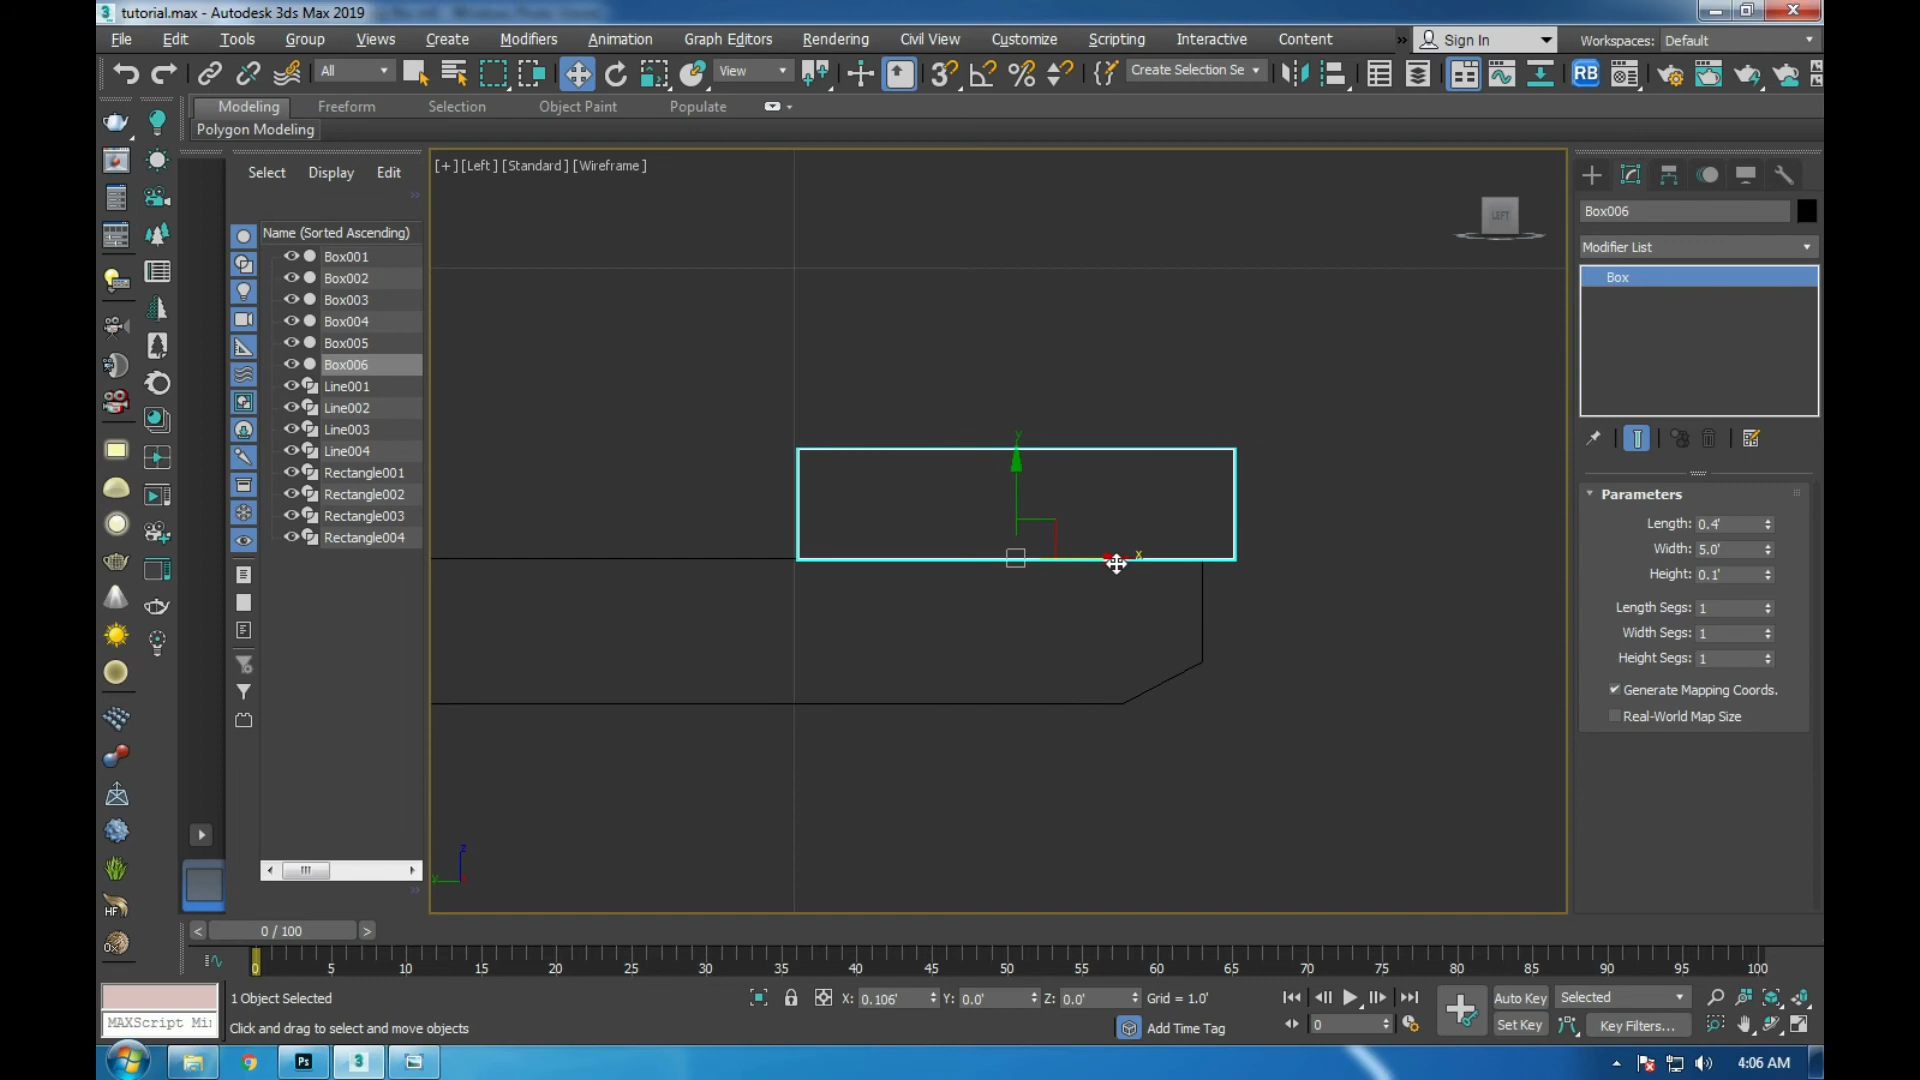 tutorial.max - Autodesk 3ds Max 2019
File Edit Tools Group Views Create Modifiers Animation Graph Editors Rendering Civil View Customize Scripting Interactive Content » Sign In Workspaces: Default
All View Create Selection Se RB
Modeling Freeform Selection Object Paint Populate
Polygon Modeling
Select Display Edit
[+] [Left] [Standard] [Wireframe]
LEFT
Box006
Modifier List
Name (Sorted Ascending)
Box
Box001
Box002
Box003
Box004
Box005
Box006
Line001
Line002
Line003
Line004
Rectangle001
Rectangle002
Rectangle003
Rectangle004
y
x
Parameters
Length: 0.4'
Width: 5.0'
Height: 0.1'
Length Segs: 1
Width Segs: 1
Height Segs: 1
Generate Mapping Coords.
Real-World Map Size
z
y
HF
Ox
< 0 / 100 >
0 5 10 15 20 25 30 35 40 45 50 55 60 65 70 75 80 85 90 95 100
1 Object Selected X: 0.106' Y: 0.0' Z: 0.0' Grid = 1.0' Auto Key Selected
MAXScript Mi Click and drag to select and move objects Add Time Tag 0 Set Key Key Filters...
Ps 3 4:06 AM